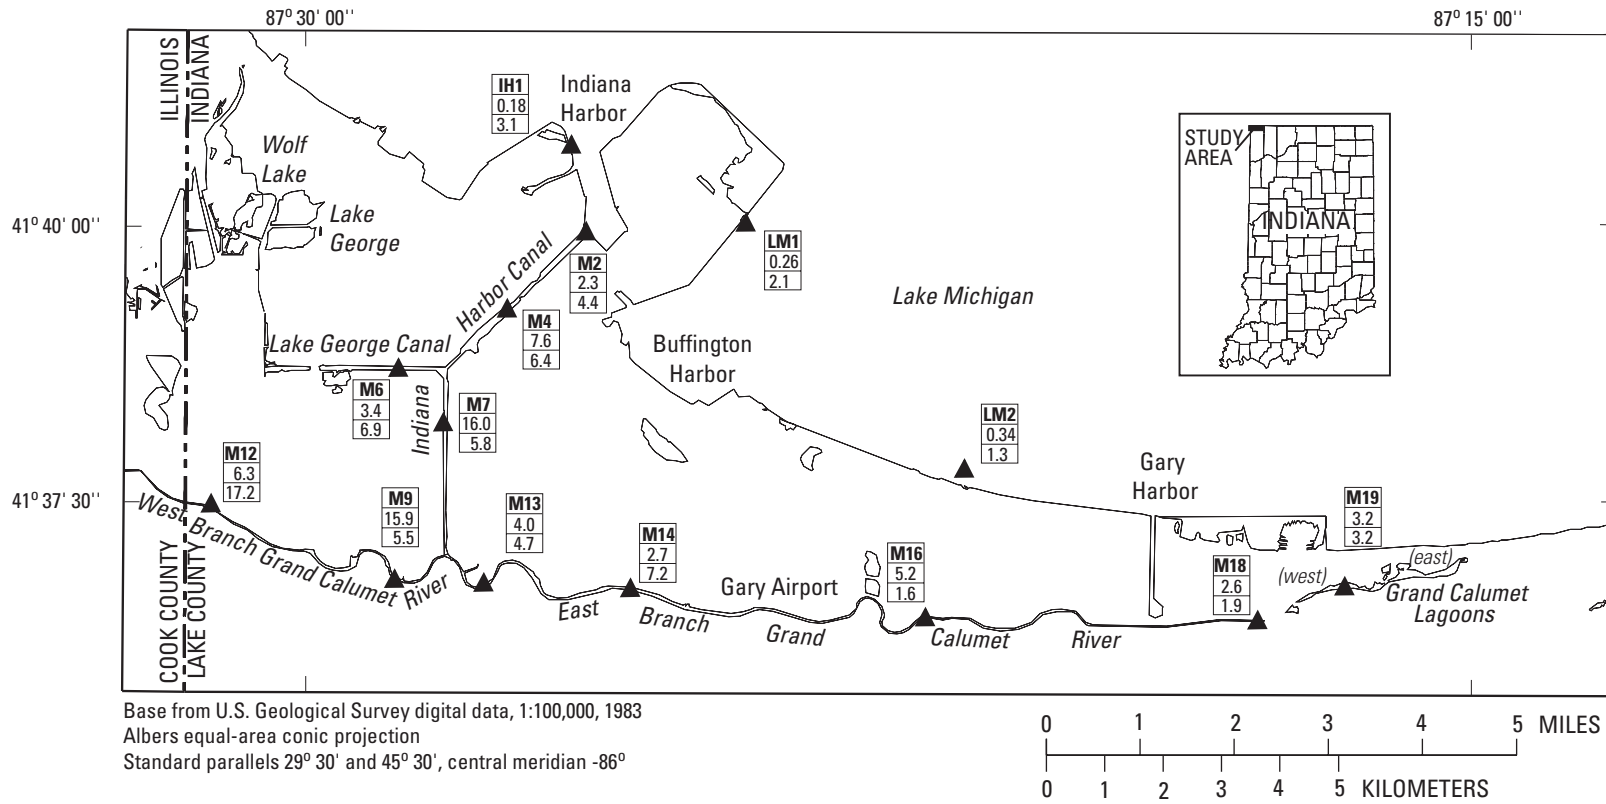 87° 30' 00''
87° 15' 00''
ILLINOIS
INDIANA
IH1
0.18
3.1
Indiana
Harbor
Wolf
Lake
Lake
George
STUDY
AREA
INDIANA
41° 40' 00''
LM1
0.26
2.1
Harbor Canal
M2
2.3
4.4
Lake Michigan
M4
7.6
6.4
Lake George Canal
Buffington
Harbor
M6
3.4
6.9
Indiana
M7
16.0
5.8
LM2
0.34
1.3
M12
6.3
17.2
Gary
Harbor
41° 37' 30''
M9
15.9
5.5
M13
4.0
4.7
M14
2.7
7.2
M16
5.2
1.6
M18
2.6
1.9
M19
3.2
3.2
West Branch Grand Calumet River
East Branch Grand Calumet River
Gary Airport
(west)
(east)
Grand Calumet
Lagoons
COOK COUNTY
LAKE COUNTY
Base from U.S. Geological Survey digital data, 1:100,000, 1983
Albers equal-area conic projection
Standard parallels 29° 30' and 45° 30', central meridian -86°
0 1 2 3 4 5 MILES
0 1 2 3 4 5 KILOMETERS